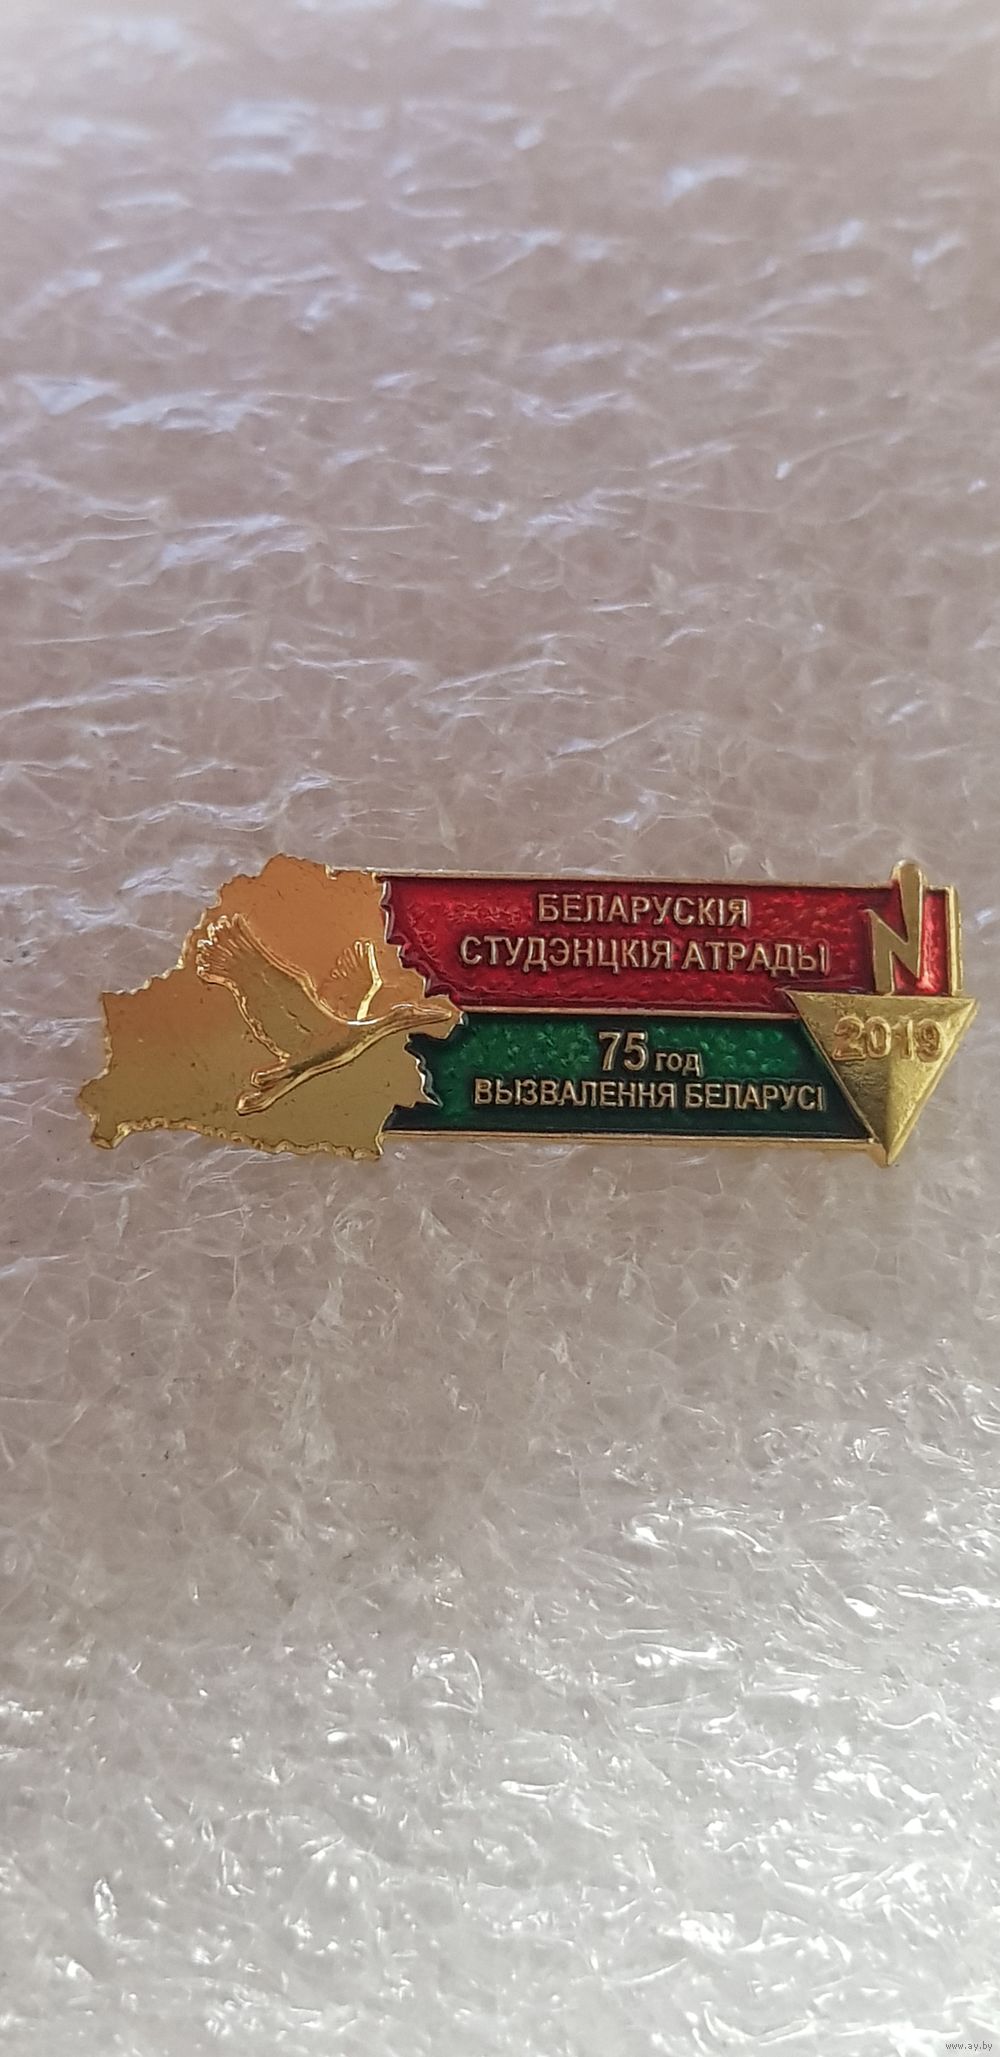 БЕЛАРУСКІЯ
СТУДЭНЦКІЯ АТРАДЫ
75 год
ВЫЗВАЛЕННЯ БЕЛАРУСІ
2019
www.ay.by